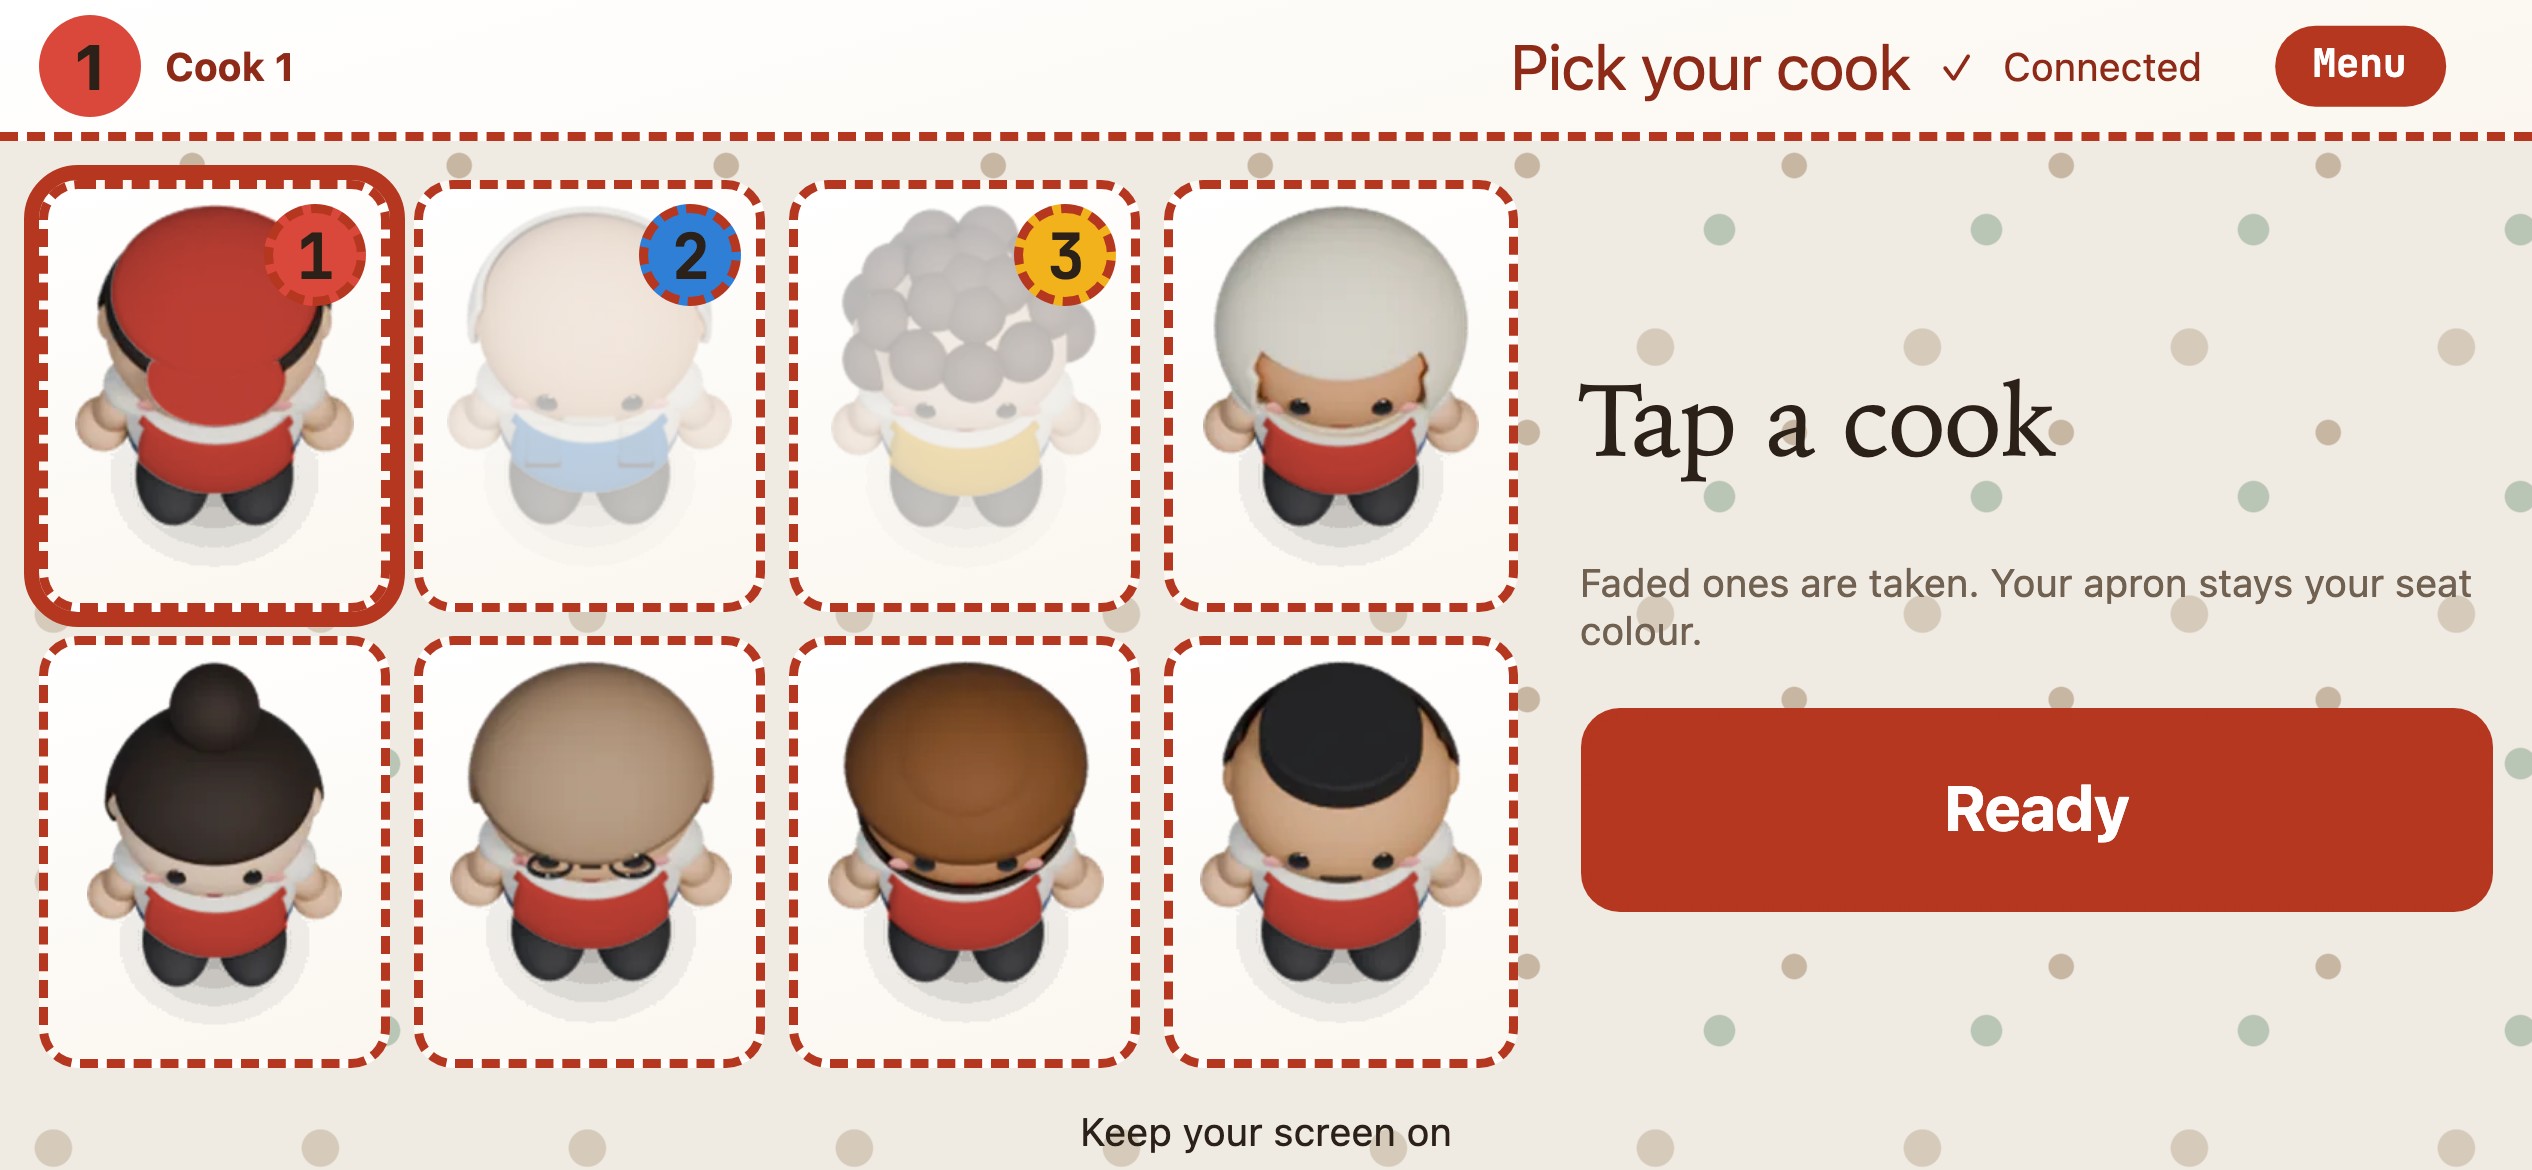 1 Cook 1
Pick your cook ✓ Connected
Menu
1
2
3
Tap a cook
Faded ones are taken. Your apron stays your seat
colour.
Ready
Keep your screen on